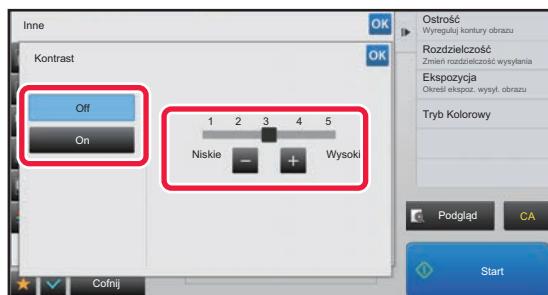 Inne
OK
Kontrast
OK
Off
On
1 2 3 4 5
Niskie
Wysoki
Cofnij
Ostrość
Wyreguluj kontury obrazu
Rozdzielczość
Zmień rozdzielczość wysyłania
Ekspozycja
Określ ekspoz. wysył. obrazu
Tryb Kolorowy
Podgląd
CA
Start